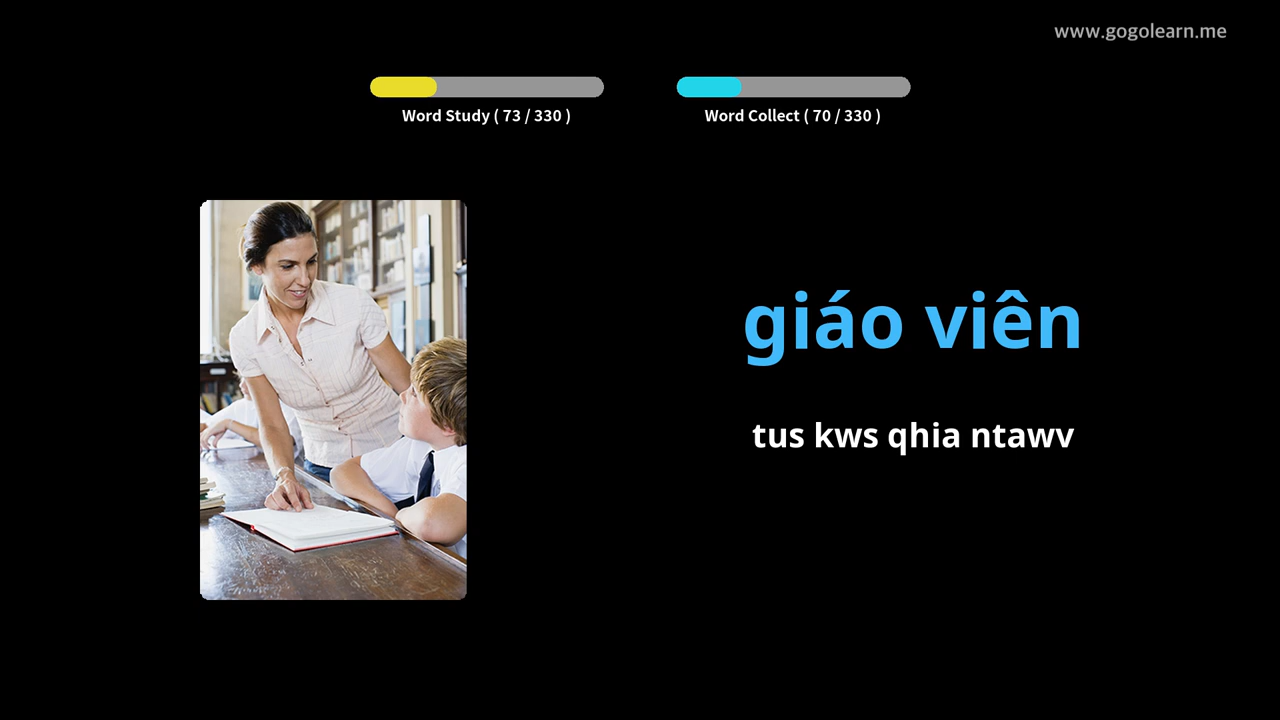 www.gogolearn.me
Word Study ( 73 / 330 )
Word Collect ( 70 / 330 )
giáo viên
tus kws qhia ntawv